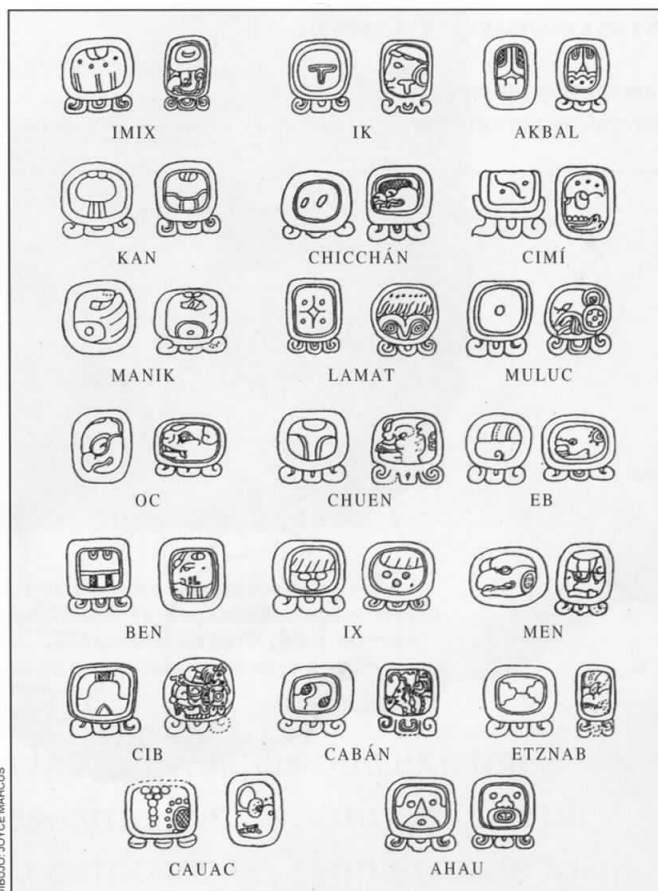 IMIX IK AKBAL
KAN CHICCHÁN CIMÍ
MANIK LAMAT MULUC
OC CHUEN EB
BEN IX MEN
CIB CABÁN ETZNAB
CAUAC AHAU
DIBUJO: JOYCE MARCUS